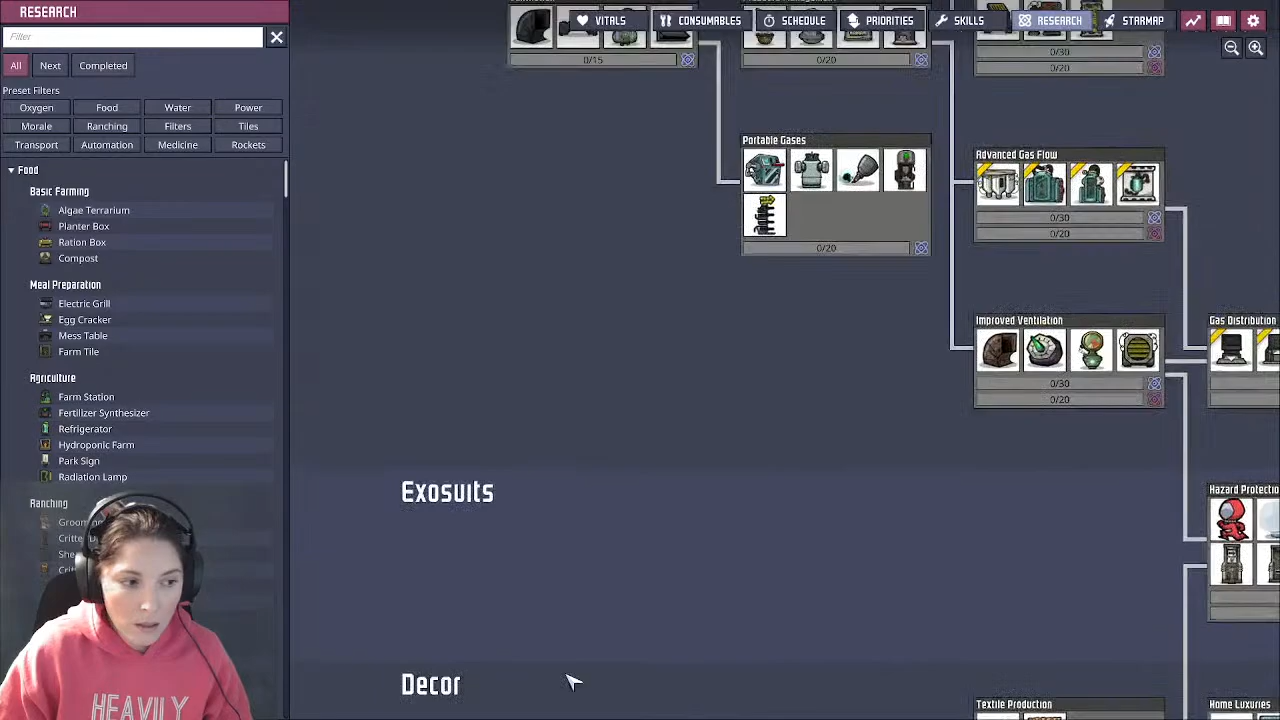 RESEARCH
VITALS
CONSUMABLES
SCHEDULE
PRIORITIES
SKILLS
RESEARCH
STARMAP
Filter
All
Next
Completed
Preset Filters
Oxygen
Food
Water
Power
Morale
Ranching
Filters
Tiles
Transport
Automation
Medicine
Rockets
Food
Basic Farming
Algae Terrarium
Planter Box
Ration Box
Compost
Meal Preparation
Electric Grill
Egg Cracker
Mess Table
Farm Tile
Agriculture
Farm Station
Fertilizer Synthesizer
Refrigerator
Hydroponic Farm
Park Sign
Radiation Lamp
Ranching
0/15
0/20
0/30
0/20
Portable Gases
0/20
Advanced Gas Flow
0/30
0/20
Improved Ventilation
0/30
0/20
Gas Distribution
Exosuits
Decor
Textile Production
Home Luxuries
HEAVILY